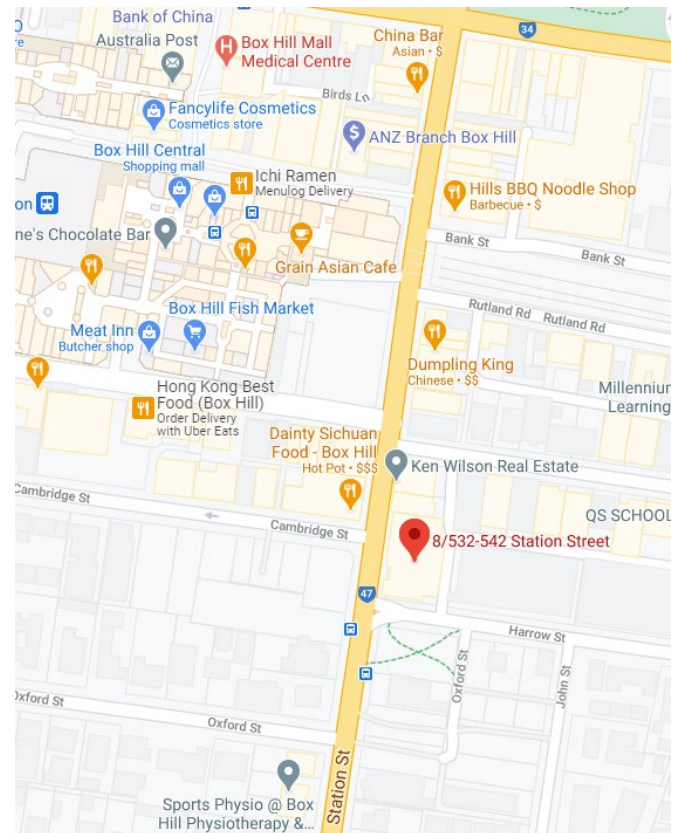 Bank of China
Australia Post
Box Hill Mall
Medical Centre
China Bar
Asian • $
34
Birds Ln
Fancylife Cosmetics
Cosmetics store
ANZ Branch Box Hill
Box Hill Central
Shopping mall
Ichi Ramen
Menulog Delivery
Hills BBQ Noodle Shop
Barbecue • $
on
ne's Chocolate Bar
Bank St
Bank St
Grain Asian Cafe
Rutland Rd
Rutland Rd
Box Hill Fish Market
Meat Inn
Butcher shop
Dumpling King
Chinese • $$
Hong Kong Best
Food (Box Hill)
Order Delivery
with Uber Eats
Millenniu
Learning
Dainty Sichuan
Food - Box Hill
Hot Pot • $$$
Ken Wilson Real Estate
Cambridge St
Cambridge St
QS SCHOOL
8/532-542 Station Street
47
Harrow St
Oxford St
John St
Oxford St
Oxford St
Station St
Sports Physio @ Box
Hill Physiotherapy &...